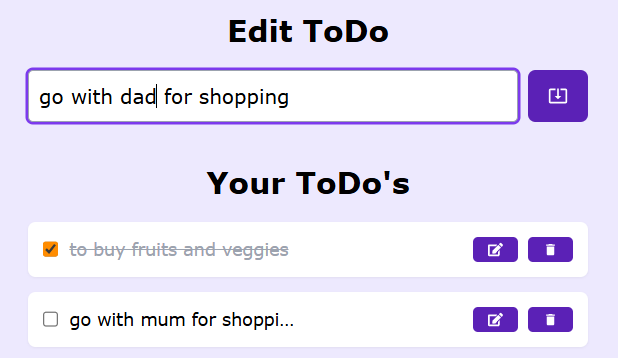 Edit ToDo
go with dad for shopping
Your ToDo's
to buy fruits and veggies
go with mum for shoppi...